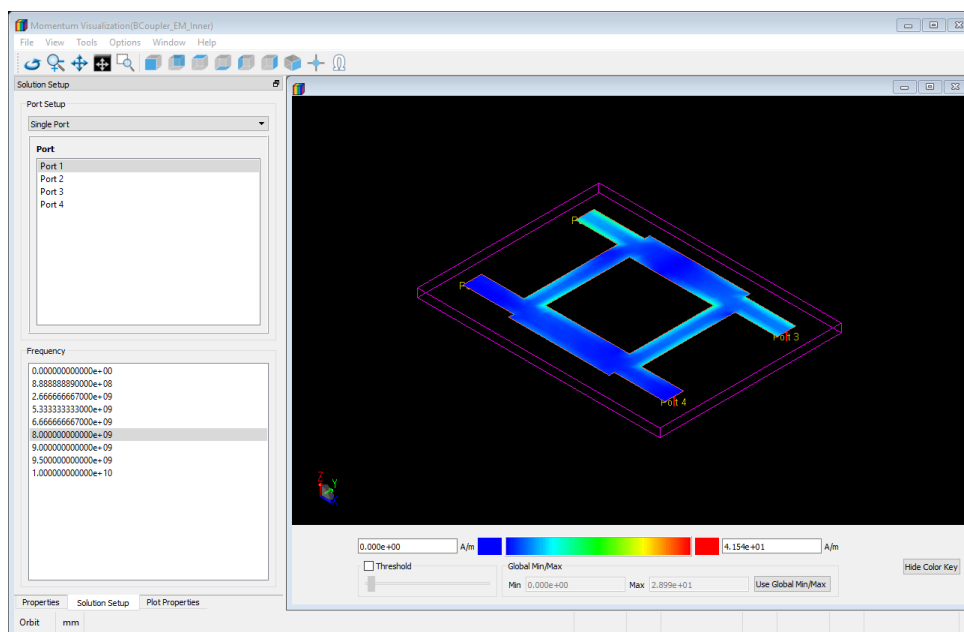 Momentum Visualization(BCoupler_EM_Inner)
File View Tools Options Window Help
Solution Setup
Port Setup
Single Port
Port
Port 1
Port 2
Port 3
Port 4
Frequency
0.000000000000e+00
8.888888890000e+08
2.666666667000e+09
5.333333333000e+09
6.666666667000e+09
8.000000000000e+09
9.000000000000e+09
9.500000000000e+09
1.000000000000e+10
Properties Solution Setup Plot Properties
Orbit mm
Port 3
Port 4
Z
Y
0.000e+00 A/m 4.154e+01 A/m
Threshold
Global Min/Max
Min 0.000e+00 Max 2.899e+01 Use Global Min/Max
Hide Color Key